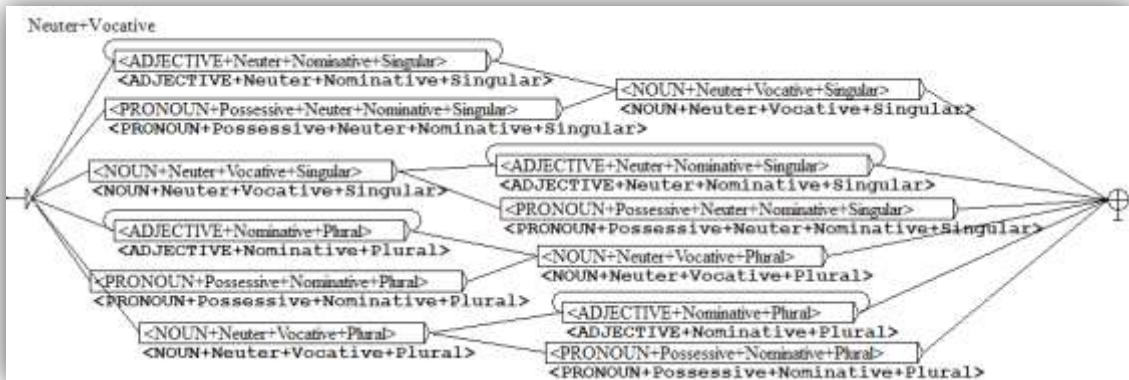 Neuter+Vocative
<ADJECTIVE+Neuter+Nominative+Singular>
<ADJECTIVE+Neuter+Nominative+Singular>
<NOUN+Neuter+Vocative+Singular>
<NOUN+Neuter+Vocative+Singular>
<PRONOUN+Possessive+Neuter+Nominative+Singular>
<PRONOUN+Possessive+Neuter+Nominative+Singular>
<NOUN+Neuter+Vocative+Singular>
<NOUN+Neuter+Vocative+Singular>
<ADJECTIVE+Neuter+Nominative+Singular>
<ADJECTIVE+Neuter+Nominative+Singular>
<PRONOUN+Possessive+Neuter+Nominative+Singular>
<PRONOUN+Possessive+Neuter+Nominative+Singular>
<ADJECTIVE+Nominative+Plural>
<ADJECTIVE+Nominative+Plural>
<NOUN+Neuter+Vocative+Plural>
<NOUN+Neuter+Vocative+Plural>
<PRONOUN+Possessive+Nominative+Plural>
<PRONOUN+Possessive+Nominative+Plural>
<NOUN+Neuter+Vocative+Plural>
<NOUN+Neuter+Vocative+Plural>
<ADJECTIVE+Nominative+Plural>
<ADJECTIVE+Nominative+Plural>
<PRONOUN+Possessive+Nominative+Plural>
<PRONOUN+Possessive+Nominative+Plural>